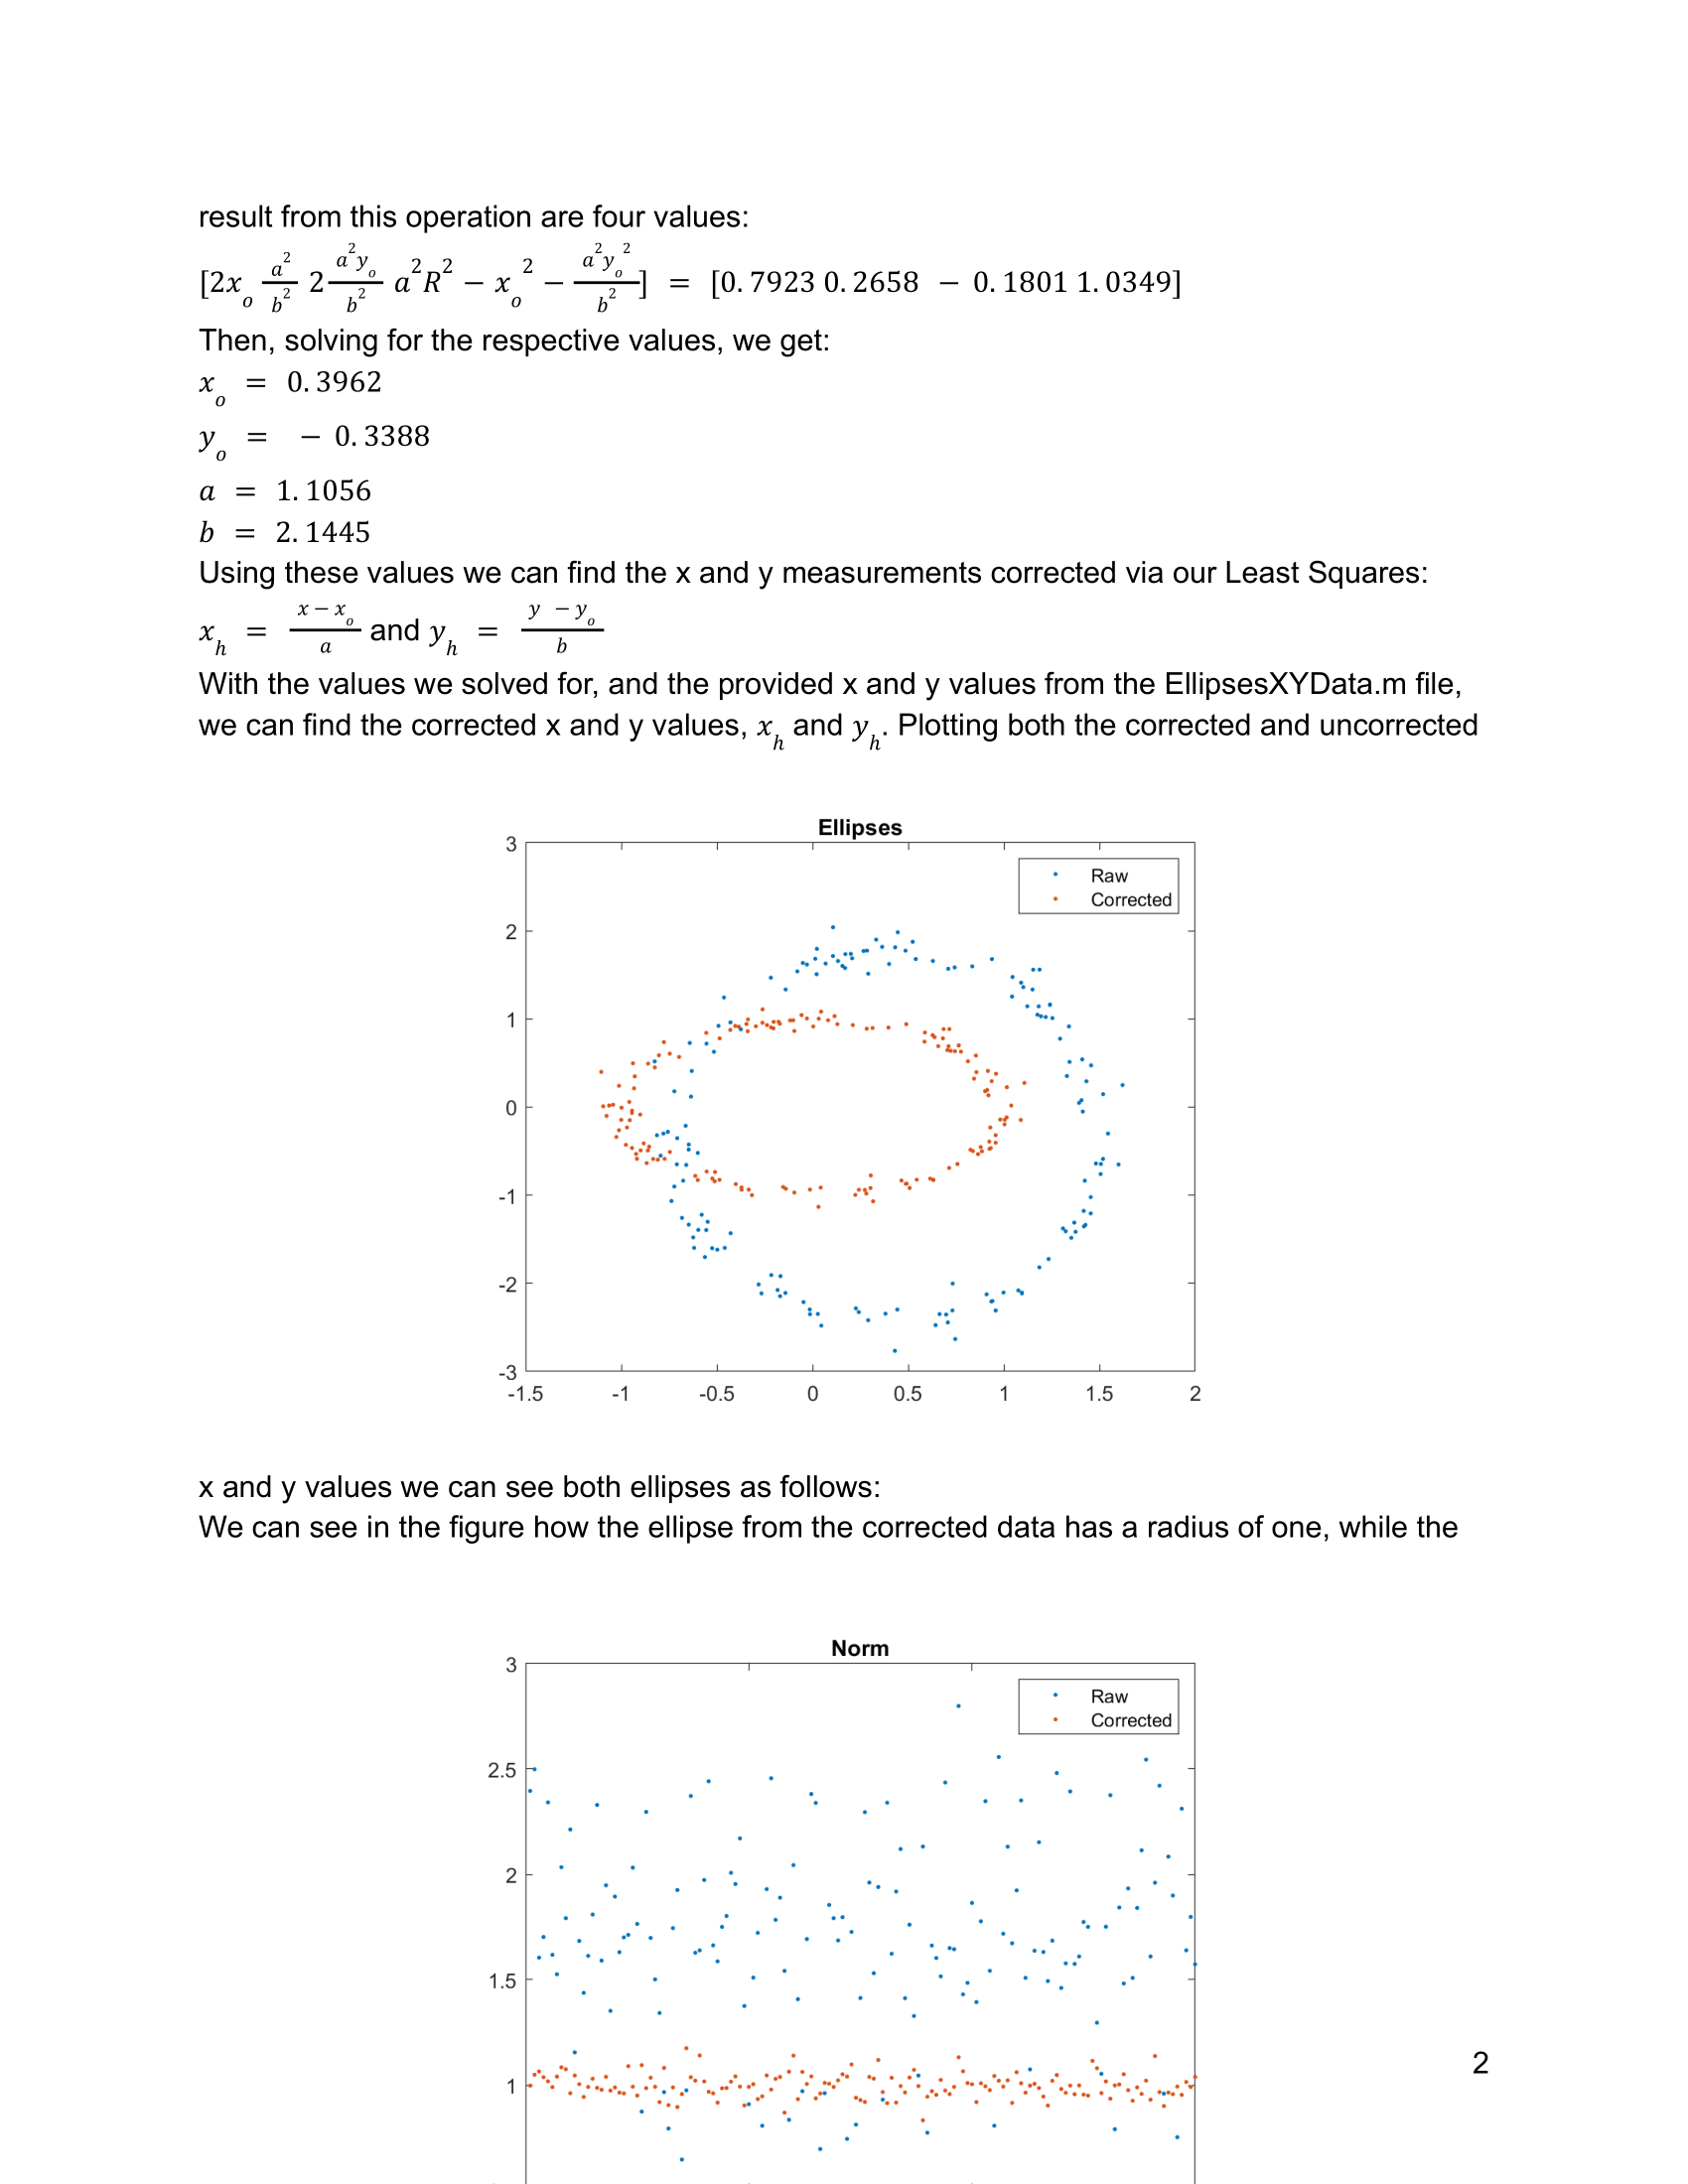 result from this operation are four values:
[2x_o a^2/b^2 2 a^2y_o/b^2 a^2R^2 − x_o^2 − a^2y_o^2/b^2] = [0.7923 0.2658 − 0.1801 1.0349]
Then, solving for the respective values, we get:
x_o = 0.3962
y_o = − 0.3388
a = 1.1056
b = 2.1445
Using these values we can find the x and y measurements corrected via our Least Squares:
x_h = x − x_o / a and y_h = y − y_o / b
With the values we solved for, and the provided x and y values from the EllipsesXYData.m file,
we can find the corrected x and y values, x_h and y_h. Plotting both the corrected and uncorrected
Ellipses
Raw
Corrected
3
2
1
0
-1
-2
-3
-1.5 -1 -0.5 0 0.5 1 1.5 2
x and y values we can see both ellipses as follows:
We can see in the figure how the ellipse from the corrected data has a radius of one, while the
Norm
Raw
Corrected
3
2.5
2
1.5
1
2